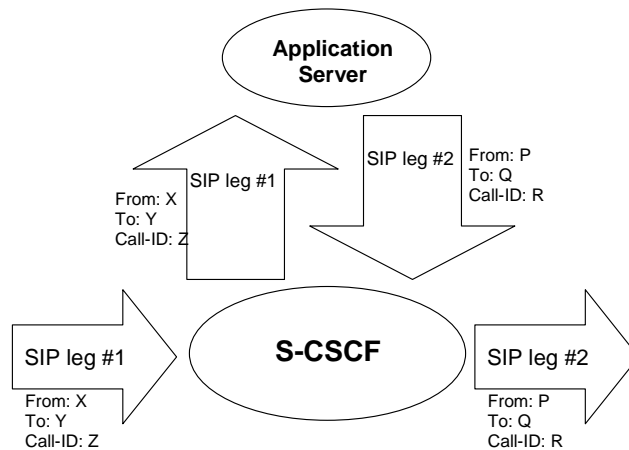 Application
Server
SIP leg #1
From: X
To: Y
Call-ID: Z
SIP leg #2
From: P
To: Q
Call-ID: R
S-CSCF
SIP leg #1
From: X
To: Y
Call-ID: Z
SIP leg #2
From: P
To: Q
Call-ID: R